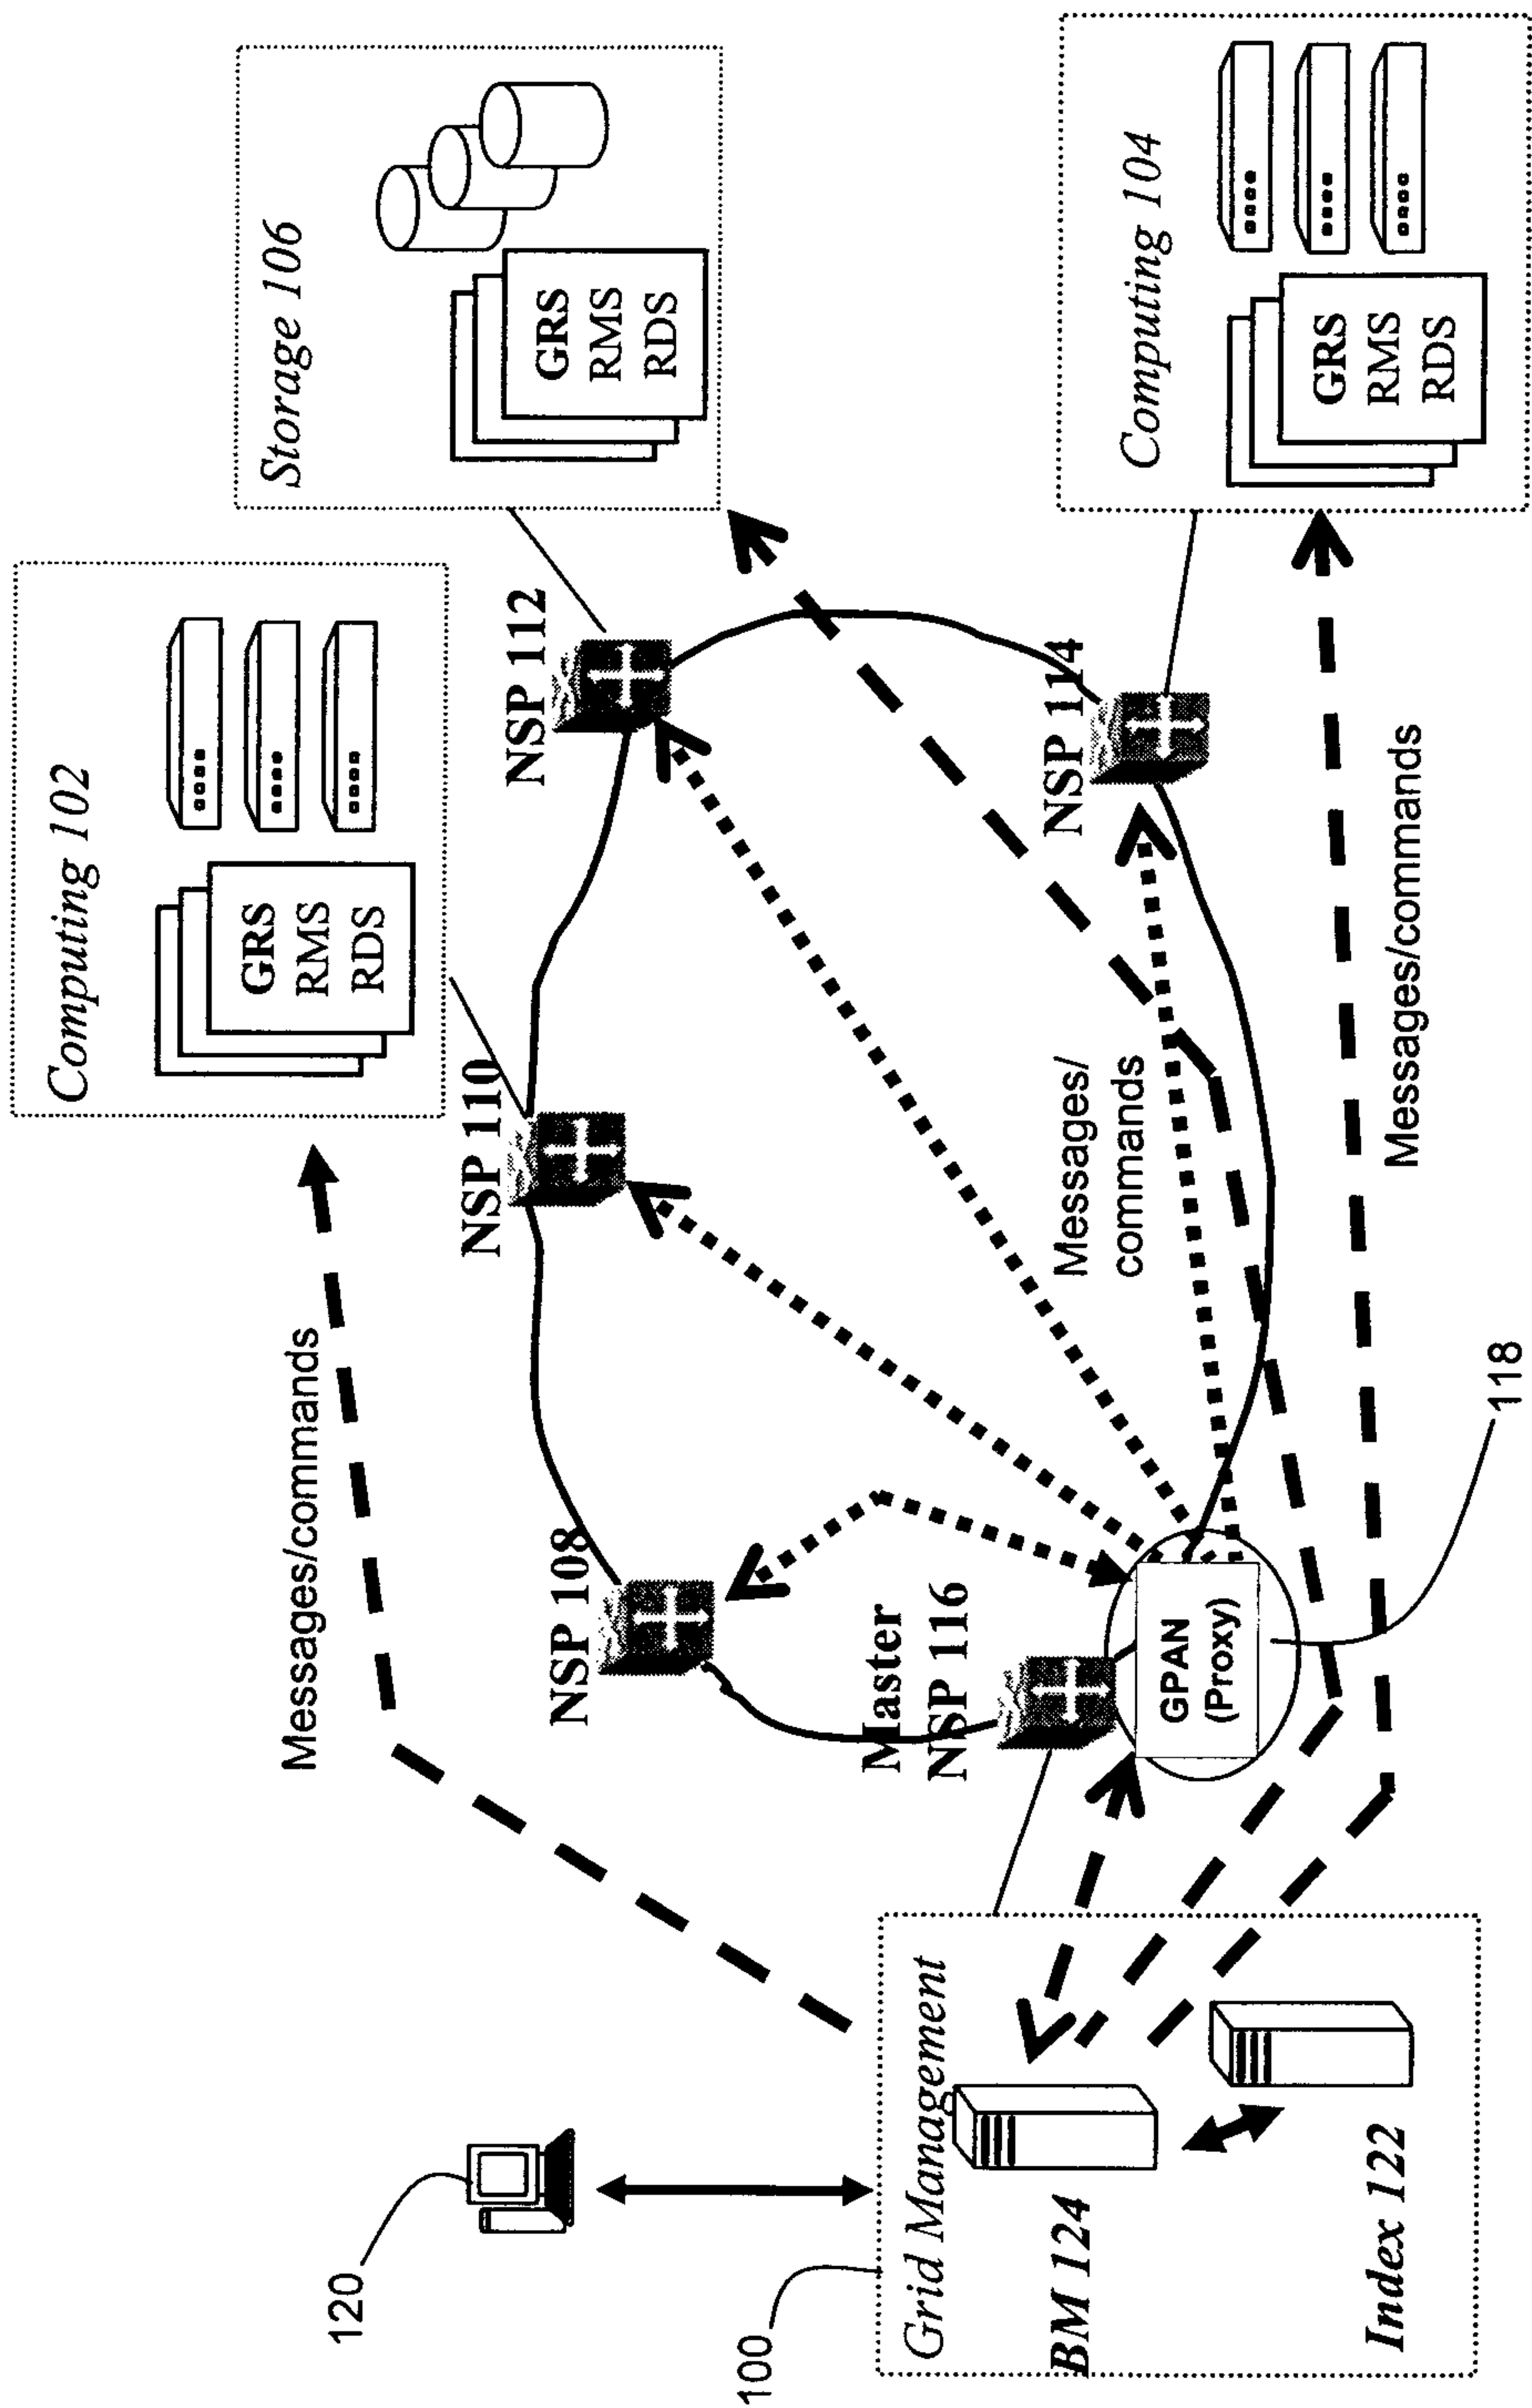 120
100
Grid Management
BM 124
Index 122
Messages/commands
Computing 102
GRS
RMS
RDS
Storage 106
GRS
RMS
RDS
NSP 108
NSP 110
NSP 112
NSP 114
Master
NSP 116
GPAN
(Proxy)
Messages/
commands
Messages/commands
118
Computing 104
GRS
RMS
RDS